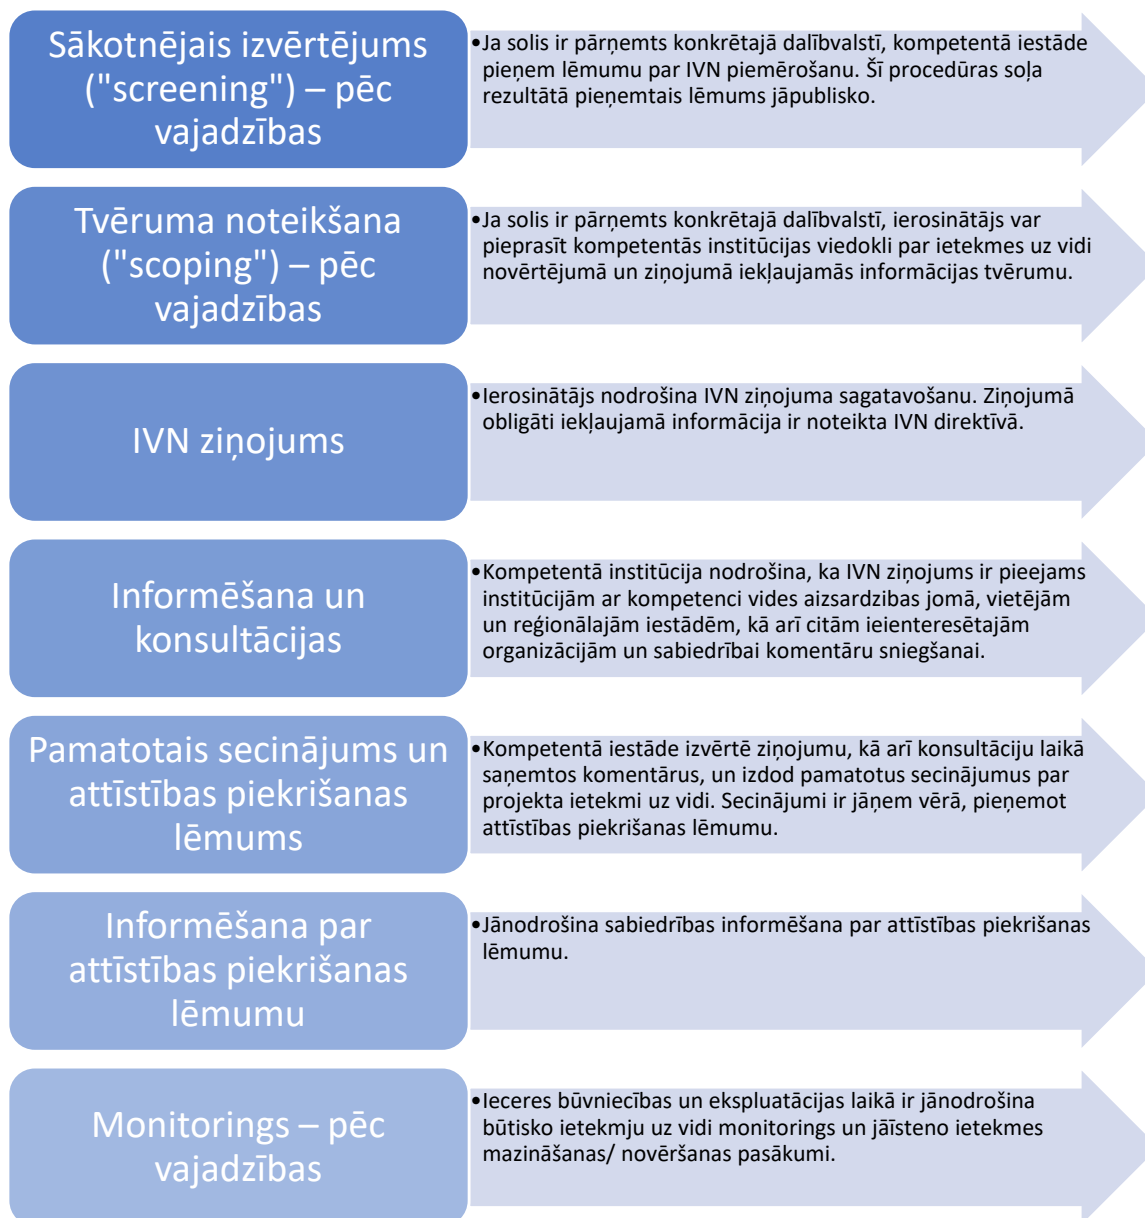 Sākotnējais izvērtējums
("screening") – pēc
vajadzības
•Ja solis ir pārņemts konkrētajā dalībvalstī, kompetentā iestāde
pieņem lēmumu par IVN piemērošanu. Šī procedūras soļa
rezultātā pieņemtais lēmums jāpublisko.
Tvēruma noteikšana
("scoping") – pēc
vajadzības
•Ja solis ir pārņemts konkrētajā dalībvalstī, ierosinātājs var
pieprasīt kompetentās institūcijas viedokli par ietekmes uz vidi
novērtējumā un ziņojumā iekļaujamās informācijas tvērumu.
IVN ziņojums
•Ierosinātājs nodrošina IVN ziņojuma sagatavošanu. Ziņojumā
obligāti iekļaujamā informācija ir noteikta IVN direktīvā.
Informēšana un
konsultācijas
•Kompetentā institūcija nodrošina, ka IVN ziņojums ir pieejams
institūcijām ar kompetenci vides aizsardzības jomā, vietējām
un reģionālajām iestādēm, kā arī citām ieienteresētajām
organizācijām un sabiedrībai komentāru sniegšanai.
Pamatotais secinājums un
attīstības piekrišanas
lēmums
•Kompetentā iestāde izvērtē ziņojumu, kā arī konsultāciju laikā
saņemtos komentārus, un izdod pamatotus secinājumus par
projekta ietekmi uz vidi. Secinājumi ir jāņem vērā, pieņemot
attīstības piekrišanas lēmumu.
Informēšana par
attīstības piekrišanas
lēmumu
•Jānodrošina sabiedrības informēšana par attīstības piekrišanas
lēmumu.
Monitorings – pēc
vajadzības
•Ieceres būvniecības un ekspluatācijas laikā ir jānodrošina
būtisko ietekmju uz vidi monitorings un jāīsteno ietekmes
mazināšanas/ novēršanas pasākumi.